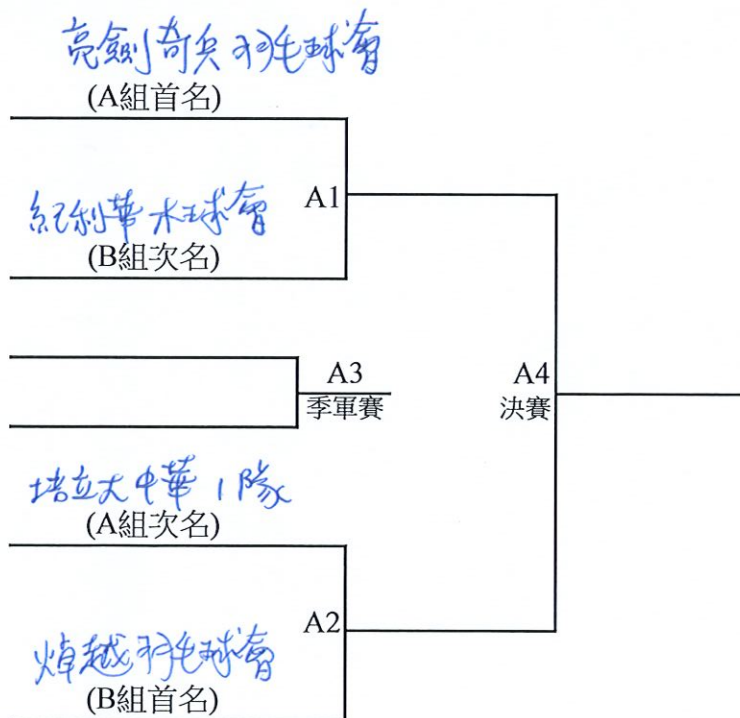 亮劍奇兵羽毛球會
(A組首名)
A1
紀利華木球會
(B組次名)
A3
季軍賽
A4
決賽
培立大中華1隊
(A組次名)
A2
焯越羽毛球會
(B組首名)